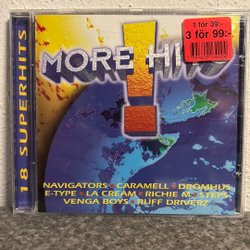 1 för 39:-
3 för 99:-
MORE HITS
!
NAVIGATORS · CARAMELL · DROMHUS
E-TYPE · LA CREAM · RICHIE M · STEPS
VENGA BOYS · RUFF DRIVERZ
18 SUPERHITS